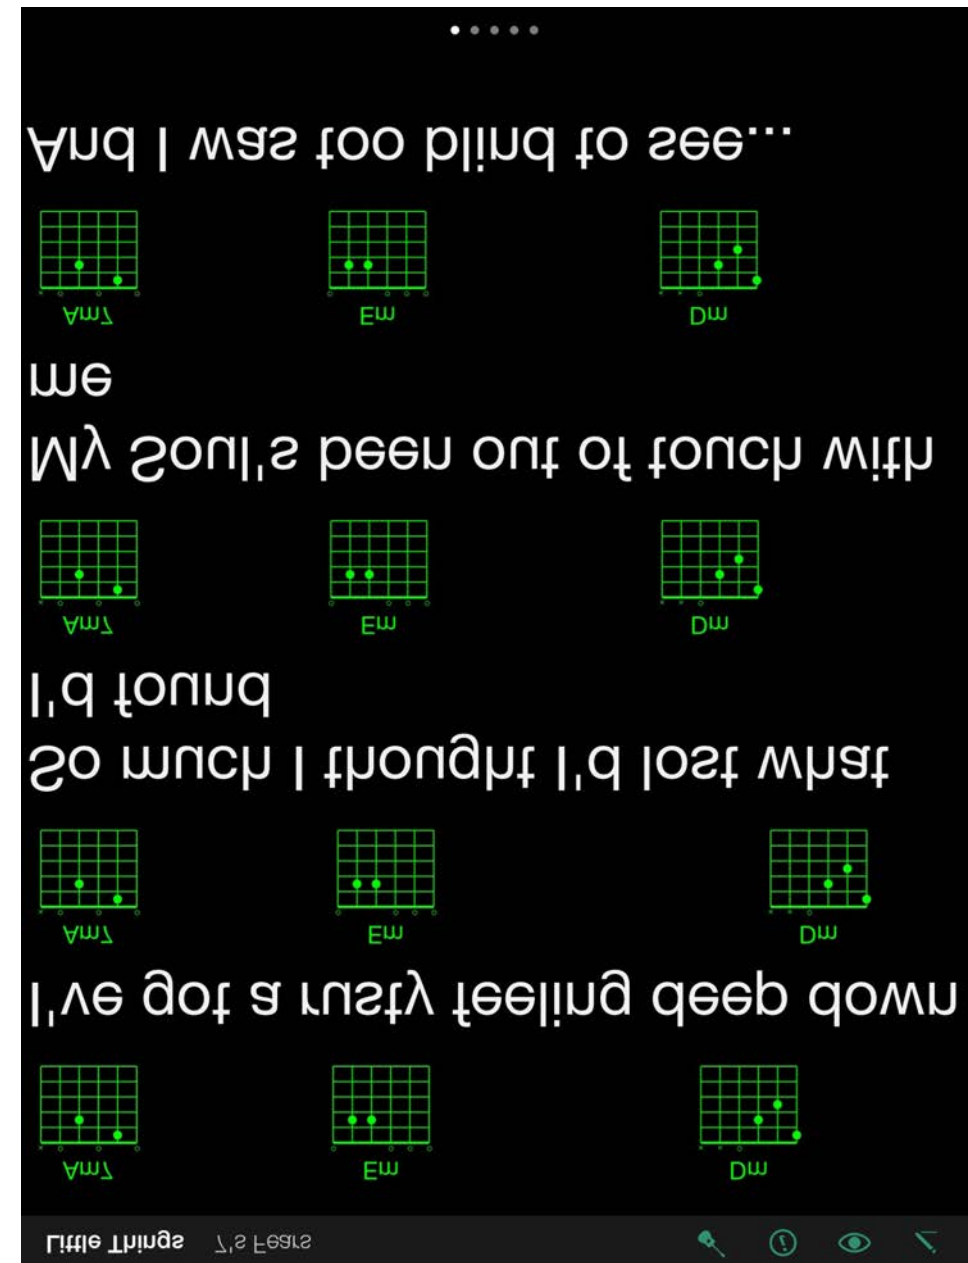 Little Things 7's Fears
Am7 Em Dm
I've got a rusty feeling deep down
Am7 Em Dm
So much I thought I'd lost what
I'd found
Am7 Em Dm
My Soul's been out of touch with
me
Am7 Em Dm
And I was too blind to see...